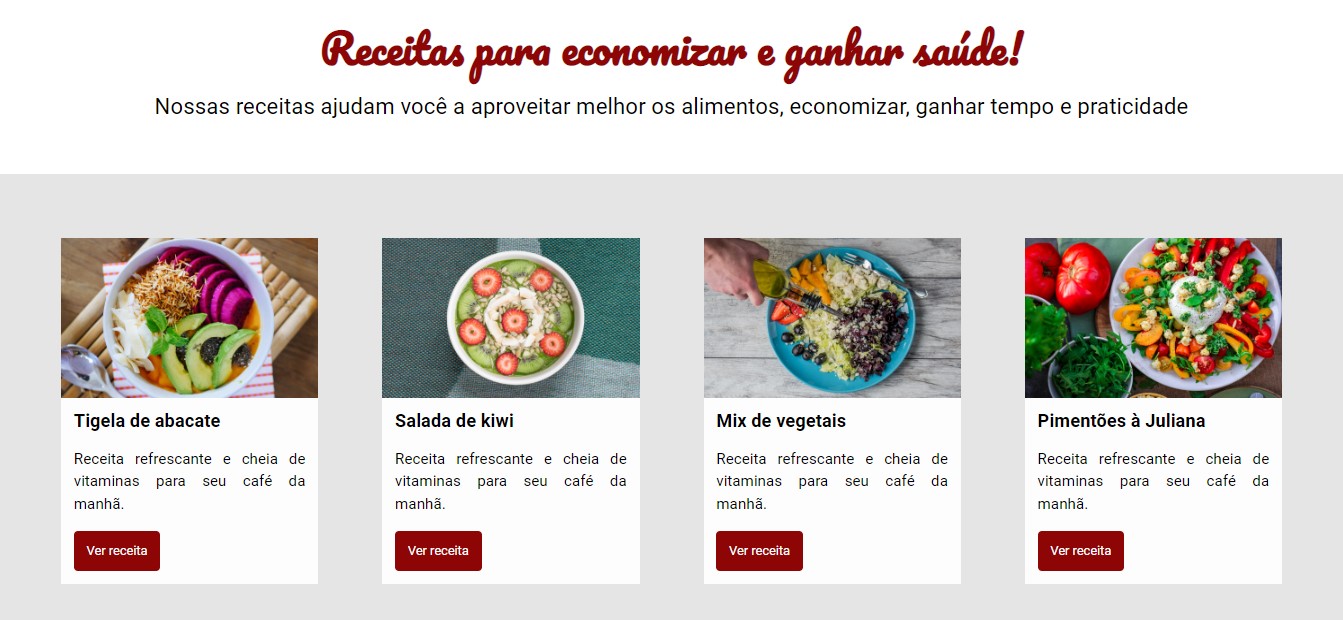 Receitas para economizar e ganhar saúde!
Nossas receitas ajudam você a aproveitar melhor os alimentos, economizar, ganhar tempo e praticidade
Tigela de abacate
Receita refrescante e cheia de
vitaminas para seu café da
manhã.
Ver receita
Salada de kiwi
Receita refrescante e cheia de
vitaminas para seu café da
manhã.
Ver receita
Mix de vegetais
Receita refrescante e cheia de
vitaminas para seu café da
manhã.
Ver receita
Pimentões à Juliana
Receita refrescante e cheia de
vitaminas para seu café da
manhã.
Ver receita